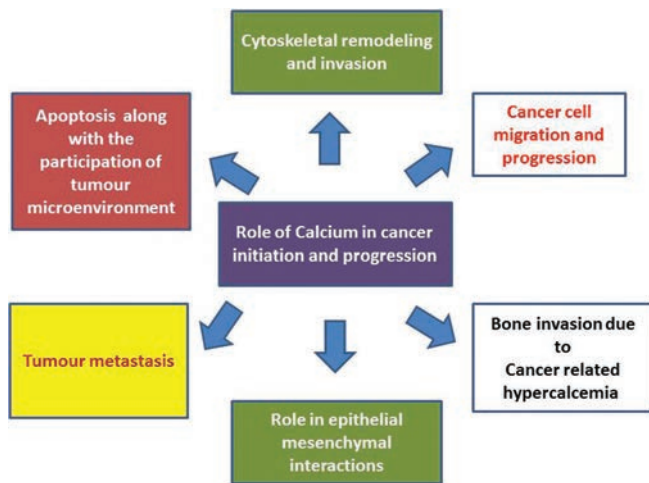 Cytoskeletal remodeling
and invasion
Apoptosis along
with the
participation of
tumour
microenvironment
Cancer cell
migration and
progression
Role of Calcium in cancer
initiation and progression
Tumour metastasis
Bone invasion due
to
Cancer related
hypercalcemia
Role in epithelial
mesenchymal
interactions